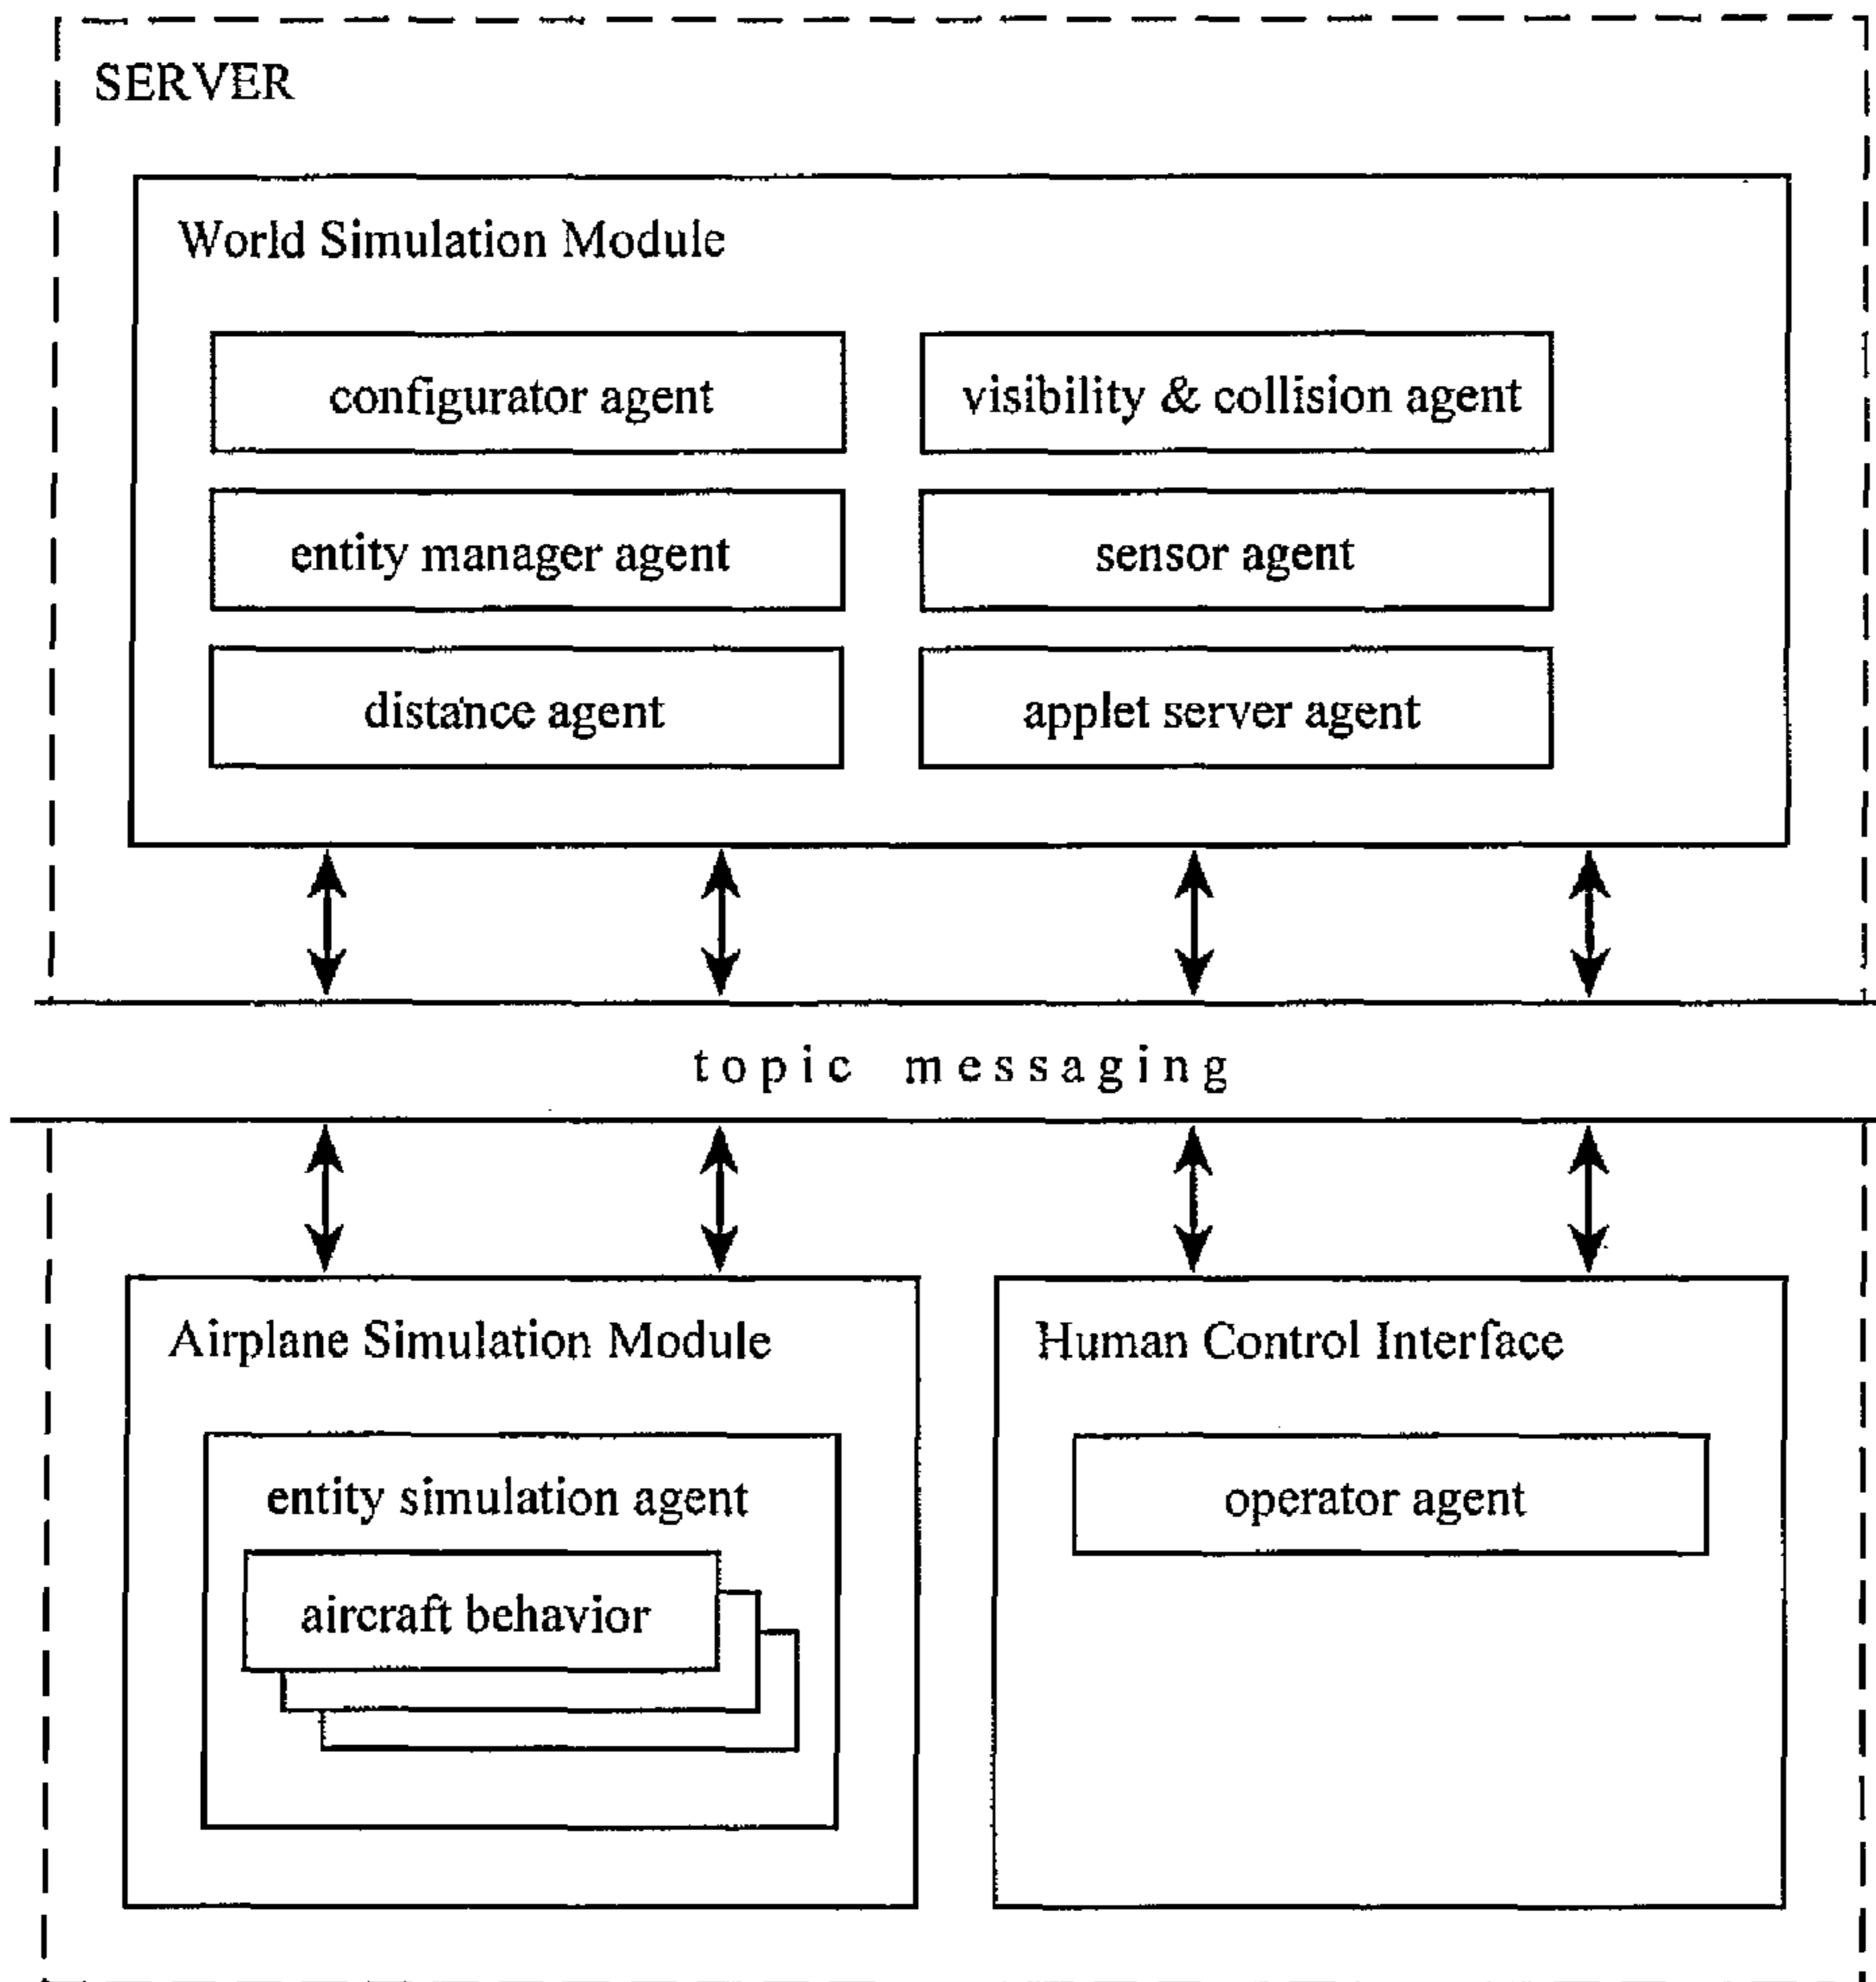 SERVER
World Simulation Module
configurator agent
visibility & collision agent
entity manager agent
sensor agent
distance agent
applet server agent
topic messaging
Airplane Simulation Module
Human Control Interface
entity simulation agent
operator agent
aircraft behavior